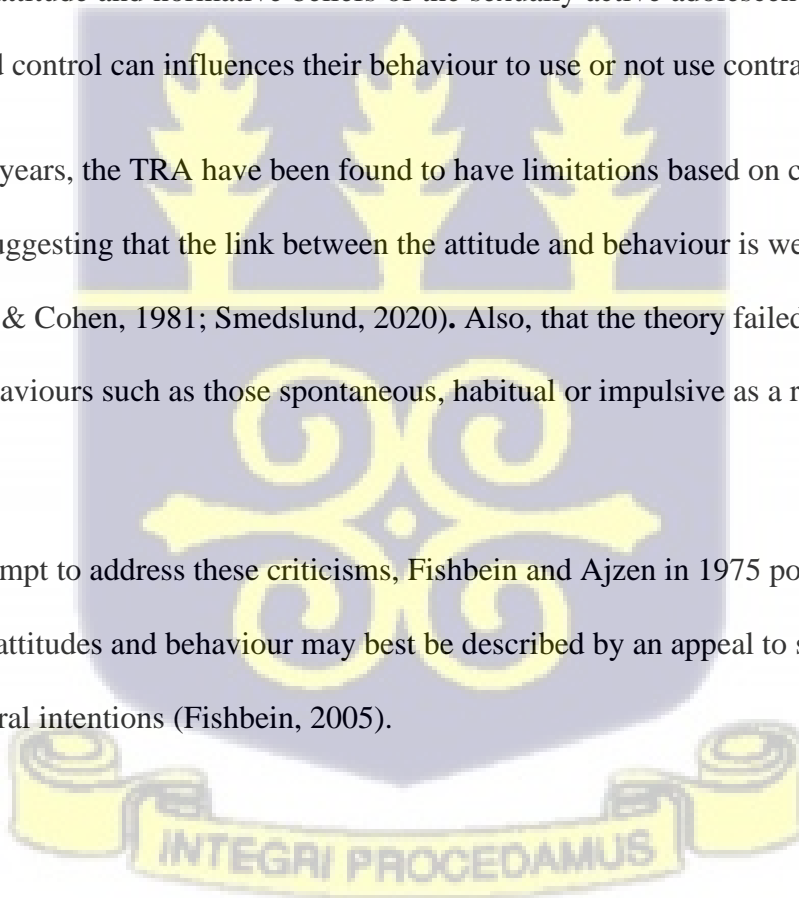 attitude and normative beliefs of the sexually active adolescen
control can influences their behaviour to use or not use contra
years, the TRA have been found to have limitations based on
uggesting that the link between the attitude and behaviour is we
& Cohen, 1981; Smedslund, 2020). Also, that the theory failed
aviours such as those spontaneous, habitual or impulsive as a
mpt to address these criticisms, Fishbein and Ajzen in 1975 po
attitudes and behaviour may best be described by an appeal to
ral intentions (Fishbein, 2005).
INTEGRI PROCEDAMUS